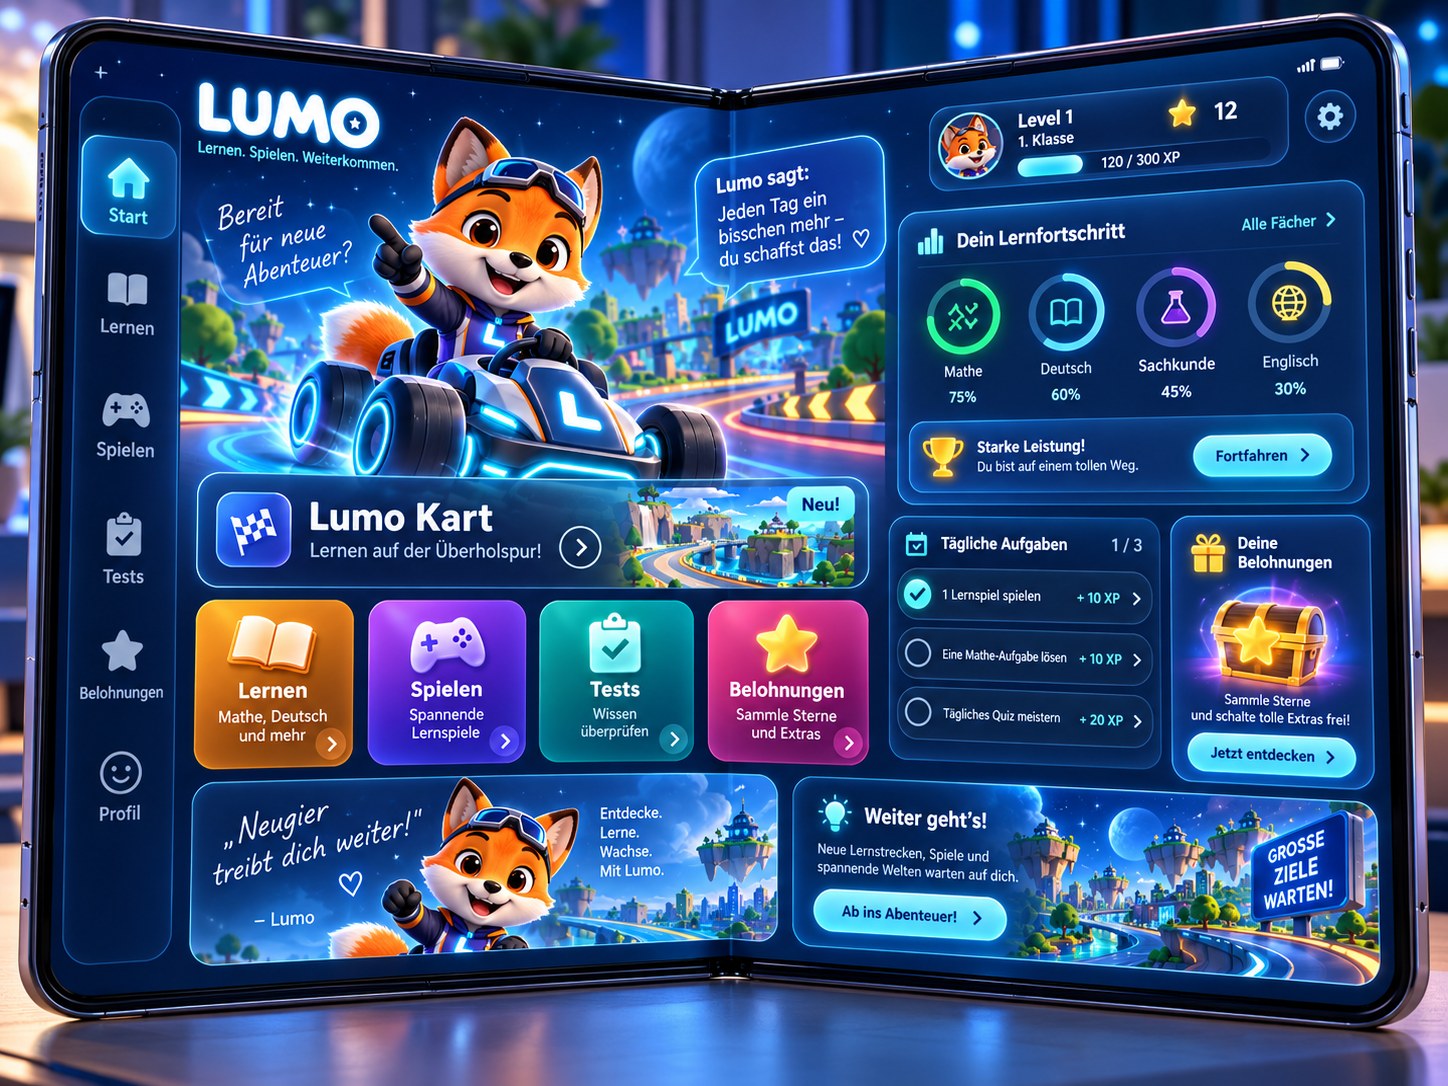 LUMO
Lernen. Spielen. Weiterkommen.
Start
Lernen
Spielen
Tests
Belohnungen
Profil
Bereit
für neue
Abenteuer?
Lumo sagt:
Jeden Tag ein
bisschen mehr –
du schaffst das! ♡
LUMO
L
L
Lumo Kart
Lernen auf der Überholspur!
Neu!
Lernen
Mathe, Deutsch
und mehr
Spielen
Spannende
Lernspiele
Tests
Wissen
überprüfen
Belohnungen
Sammle Sterne
und Extras
„Neugier
treibt dich weiter!"
– Lumo
Entdecke.
Lerne.
Wachse.
Mit Lumo.
Level 1
1. Klasse
12
120 / 300 XP
Dein Lernfortschritt
Alle Fächer
Mathe
75%
Deutsch
60%
Sachkunde
45%
Englisch
30%
Starke Leistung!
Du bist auf einem tollen Weg.
Fortfahren
Tägliche Aufgaben 1 / 3
1 Lernspiel spielen + 10 XP
Eine Mathe-Aufgabe lösen + 10 XP
Tägliches Quiz meistern + 20 XP
Deine
Belohnungen
Sammle Sterne
und schalte tolle Extras frei!
Jetzt entdecken
Weiter geht's!
Neue Lernstrecken, Spiele und
spannende Welten warten auf dich.
Ab ins Abenteuer!
GROSSE
ZIELE
WARTEN!